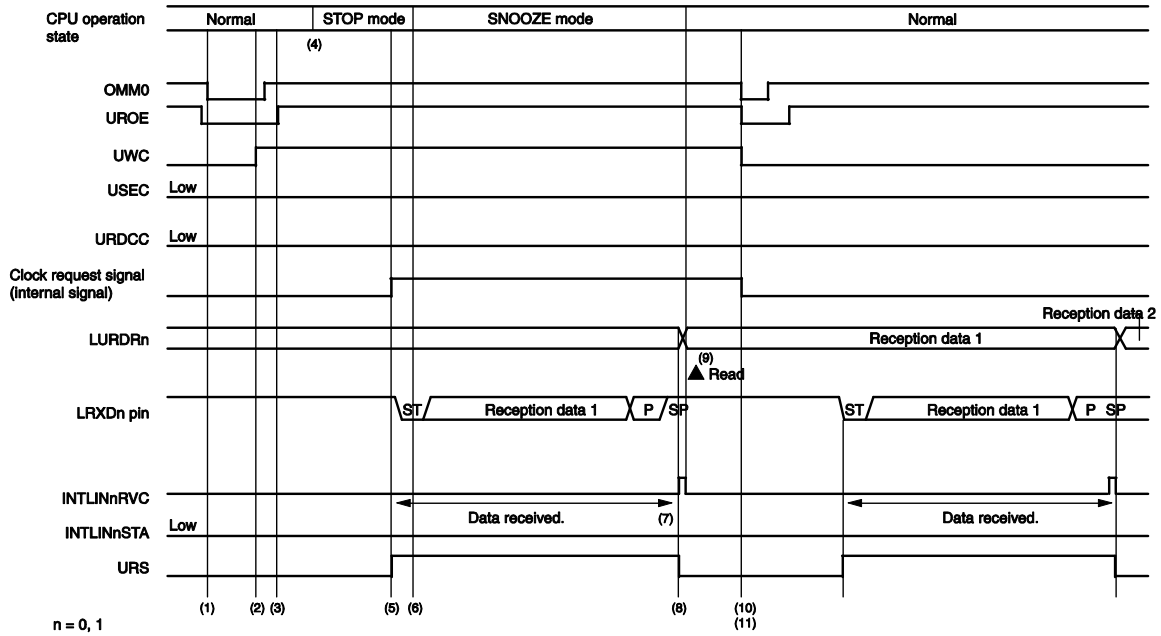 CPU operation
state
Normal
STOP mode
SNOOZE mode
Normal
(4)
OMM0
UROE
UWC
USEC
Low
URDCC
Low
Clock request signal
(internal signal)
Reception data 2
LURDRn
Reception data 1
(9)
Read
LRXDn pin
ST
Reception data 1
P
SP
ST
Reception data 1
P
SP
INTLINnRVC
Data received.
(7)
Data received.
INTLINnSTA
Low
URS
(1)
(2)
(3)
(5)
(6)
(8)
(10)
(11)
n = 0, 1